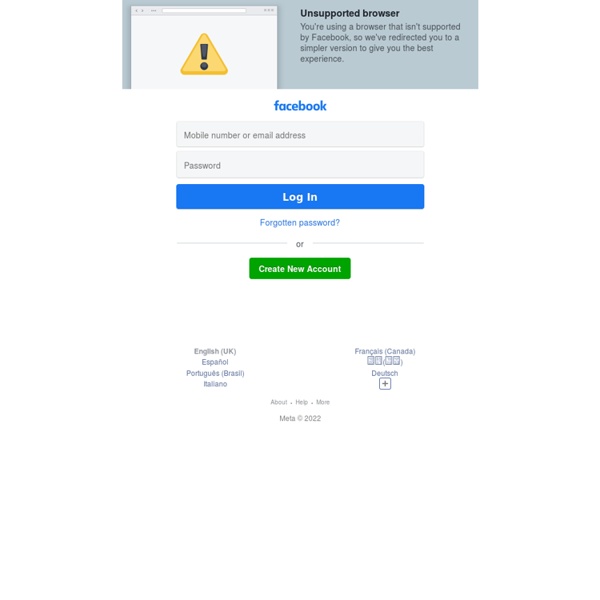 Unsupported browser
You're using a browser that isn't supported
by Facebook, so we've redirected you to a
simpler version to give you the best
experience.
facebook
Mobile number or email address
Password
Log In
Forgotten password?
or
Create New Account
English (UK)
Français (Canada)
Español
Português (Brasil)
Deutsch
Italiano
About · Help · More
Meta © 2022